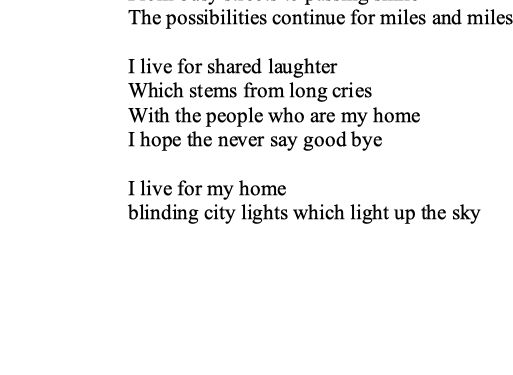 The possibilities continue for miles and miles
I live for shared laughter
Which stems from long cries
With the people who are my home
I hope the never say good bye
I live for my home
blinding city lights which light up the sky